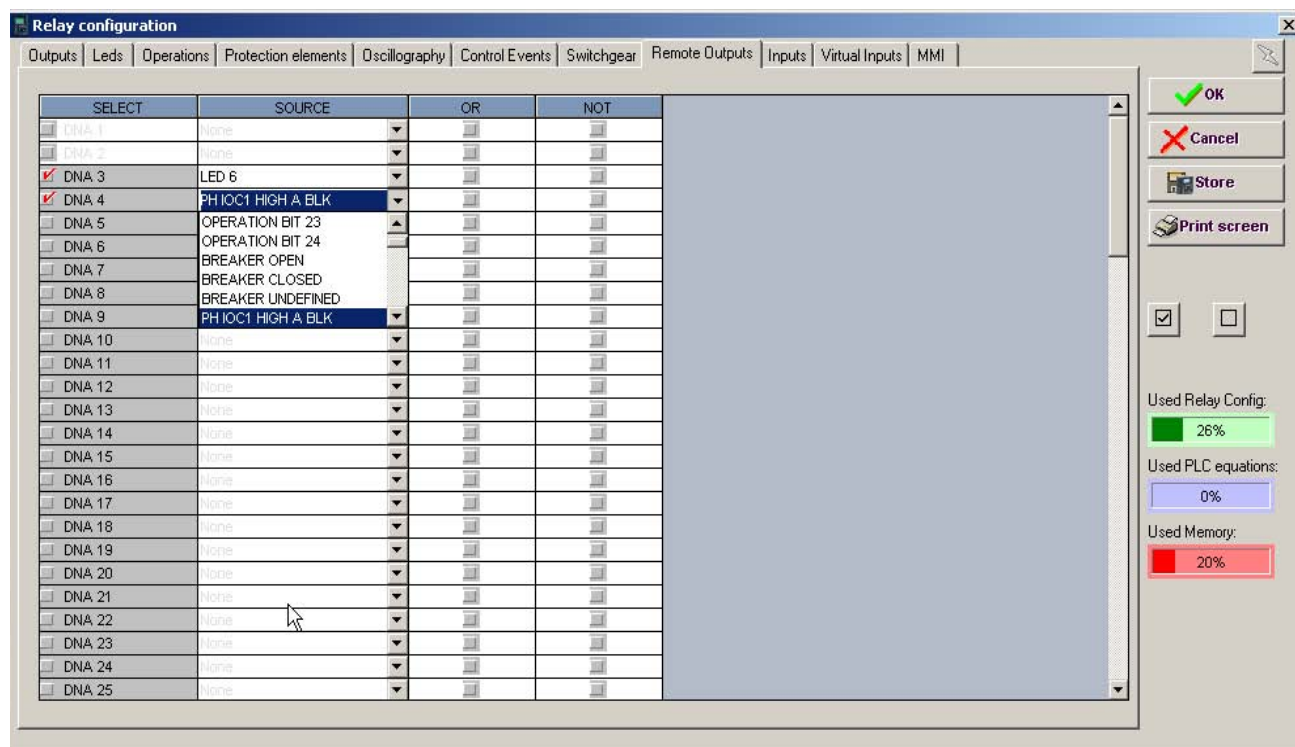 Relay configuration
Outputs Leds Operations Protection elements Oscillography Control Events Switchgear Remote Outputs Inputs Virtual Inputs MMI
SELECT SOURCE OR NOT
DNA 1 None
DNA 2 None
DNA 3 LED 6
DNA 4 PH IOC1 HIGH A BLK
DNA 5 OPERATION BIT 23
DNA 6 OPERATION BIT 24
BREAKER OPEN
DNA 7
BREAKER CLOSED
DNA 8
BREAKER UNDEFINED
DNA 9 PH IOC1 HIGH A BLK
DNA 10 None
DNA 11 None
DNA 12 None
DNA 13 None
DNA 14 None
DNA 15 None
DNA 16 None
DNA 17 None
DNA 18 None
DNA 19 None
DNA 20 None
DNA 21 None
DNA 22 None
DNA 23 None
DNA 24 None
DNA 25 None
OK
Cancel
Store
Print screen
Used Relay Config:
26%
Used PLC equations:
0%
Used Memory:
20%